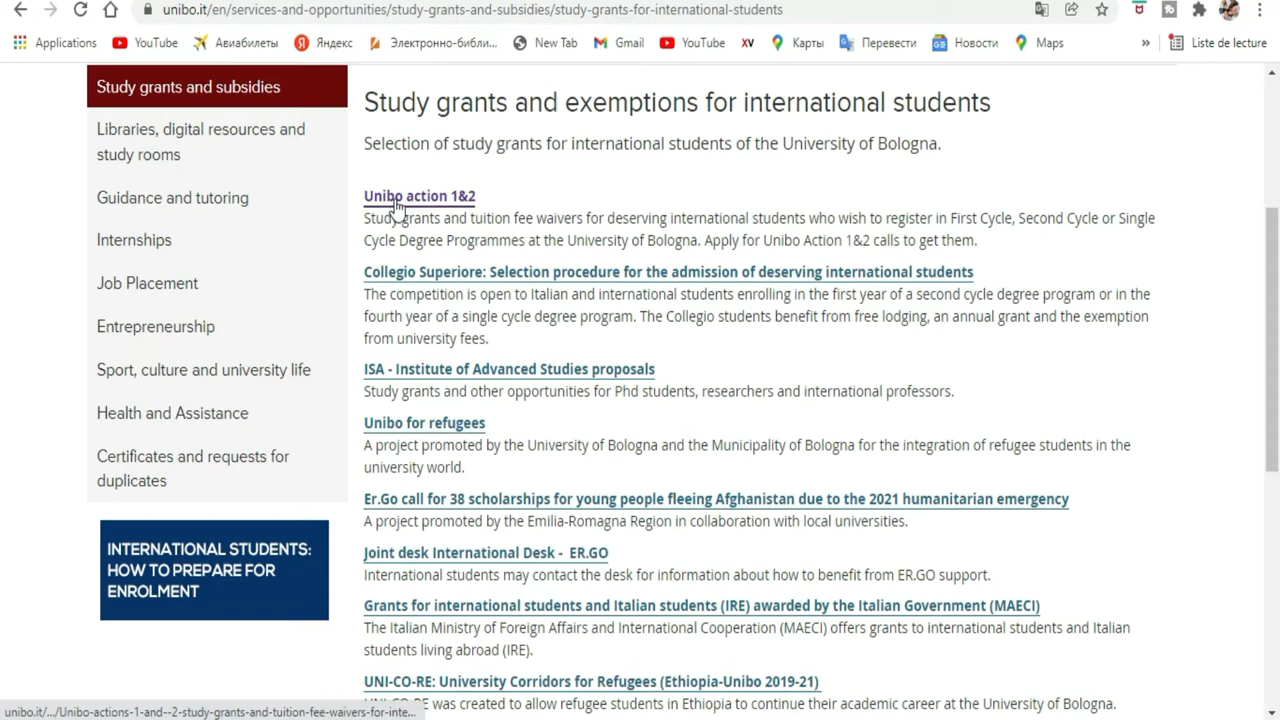 unibo.it/en/services-and-opportunities/study-grants-and-subsidies/study-grants-for-international-students
Applications
YouTube
Авиабилеты
Яндекс
Электронно-библи...
New Tab
Gmail
YouTube
XV
Карты
Перевести
Новости
Maps
»
Liste de lecture
Study grants and subsidies
Libraries, digital resources and
study rooms
Guidance and tutoring
Internships
Job Placement
Entrepreneurship
Sport, culture and university life
Health and Assistance
Certificates and requests for
duplicates
INTERNATIONAL STUDENTS:
HOW TO PREPARE FOR
ENROLMENT
Study grants and exemptions for international students
Selection of study grants for international students of the University of Bologna.
Unibo action 1&2
Study grants and tuition fee waivers for deserving international students who wish to register in First Cycle, Second Cycle or Single
Cycle Degree Programmes at the University of Bologna. Apply for Unibo Action 1&2 calls to get them.
Collegio Superiore: Selection procedure for the admission of deserving international students
The competition is open to Italian and international students enrolling in the first year of a second cycle degree program or in the
fourth year of a single cycle degree program. The Collegio students benefit from free lodging, an annual grant and the exemption
from university fees.
ISA - Institute of Advanced Studies proposals
Study grants and other opportunities for Phd students, researchers and international professors.
Unibo for refugees
A project promoted by the University of Bologna and the Municipality of Bologna for the integration of refugee students in the
university world.
Er.Go call for 38 scholarships for young people fleeing Afghanistan due to the 2021 humanitarian emergency
A project promoted by the Emilia-Romagna Region in collaboration with local universities.
Joint desk International Desk - ER.GO
International students may contact the desk for information about how to benefit from ER.GO support.
Grants for international students and Italian students (IRE) awarded by the Italian Government (MAECI)
The Italian Ministry of Foreign Affairs and International Cooperation (MAECI) offers grants to international students and Italian
students living abroad (IRE).
UNI-CO-RE: University Corridors for Refugees (Ethiopia-Unibo 2019-21)
UNI-CO-RE was created to allow refugee students in Ethiopia to continue their academic career at the University of Bologna.
unibo.it/.../Unibo-actions-1-and--2-study-grants-and-tuition-fee-waivers-for-inte...